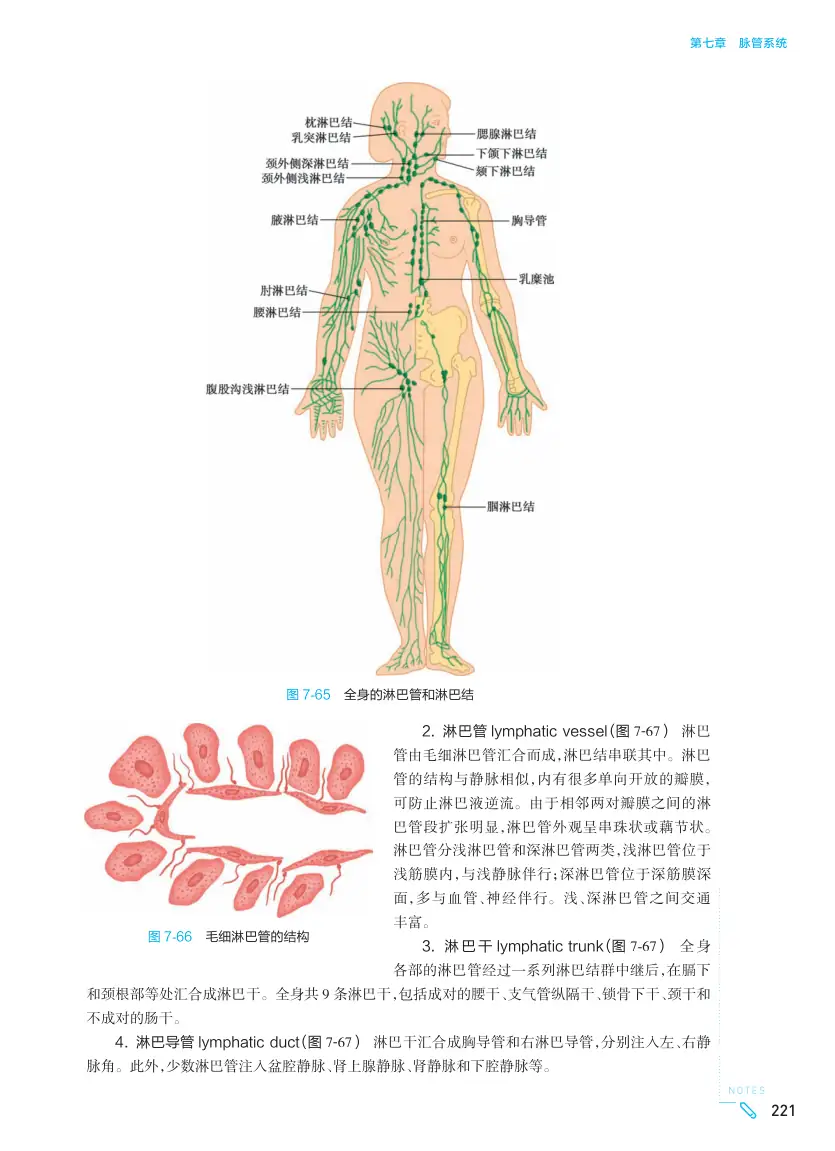 第七章 脉管系统
枕淋巴结
乳突淋巴结
颈外侧深淋巴结
颈外侧浅淋巴结
腋淋巴结
肘淋巴结
腰淋巴结
腹股沟浅淋巴结
腮腺淋巴结
下颌下淋巴结
颏下淋巴结
胸导管
乳糜池
腘淋巴结
图 7-65 全身的淋巴管和淋巴结
图 7-66 毛细淋巴管的结构
2. 淋巴管 lymphatic vessel(图 7-67) 淋巴
管由毛细淋巴管汇合而成,淋巴结串联其中。淋巴
管的结构与静脉相似,内有很多单向开放的瓣膜,
可防止淋巴液逆流。由于相邻两对瓣膜之间的淋
巴管段扩张明显,淋巴管外观呈串珠状或藕节状。
淋巴管分浅淋巴管和深淋巴管两类,浅淋巴管位于
浅筋膜内,与浅静脉伴行;深淋巴管位于深筋膜深
面,多与血管、神经伴行。浅、深淋巴管之间交通
丰富。
3. 淋巴干 lymphatic trunk(图 7-67) 全身
各部的淋巴管经过一系列淋巴结群中继后,在膈下
和颈根部等处汇合成淋巴干。全身共 9 条淋巴干,包括成对的腰干、支气管纵隔干、锁骨下干、颈干和
不成对的肠干。
4. 淋巴导管 lymphatic duct(图 7-67) 淋巴干汇合成胸导管和右淋巴导管,分别注入左、右静
脉角。此外,少数淋巴管注入盆腔静脉、肾上腺静脉、肾静脉和下腔静脉等。
NOTES
221